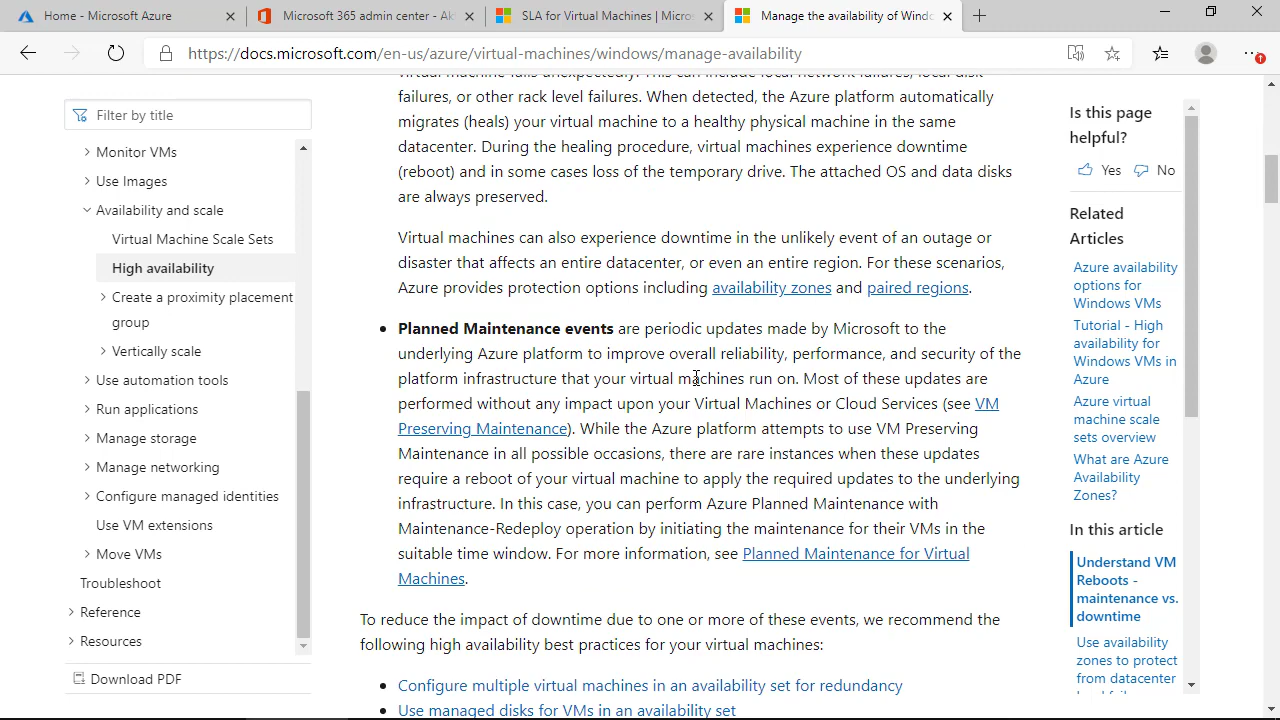 Home - Microsoft Azure
Microsoft 365 admin center - Ak
SLA for Virtual Machines | Micros
Manage the availability of Windo
https://docs.microsoft.com/en-us/azure/virtual-machines/windows/manage-availability
Filter by title
Monitor VMs
Use Images
Availability and scale
Virtual Machine Scale Sets
High availability
Create a proximity placement
group
Vertically scale
Use automation tools
Run applications
Manage storage
Manage networking
Configure managed identities
Use VM extensions
Move VMs
Troubleshoot
Reference
Resources
Download PDF
virtual machine fails unexpectedly. This can include local network failures, local disk
failures, or other rack level failures. When detected, the Azure platform automatically
migrates (heals) your virtual machine to a healthy physical machine in the same
datacenter. During the healing procedure, virtual machines experience downtime
(reboot) and in some cases loss of the temporary drive. The attached OS and data disks
are always preserved.
Virtual machines can also experience downtime in the unlikely event of an outage or
disaster that affects an entire datacenter, or even an entire region. For these scenarios,
Azure provides protection options including availability zones and paired regions.
• Planned Maintenance events are periodic updates made by Microsoft to the
underlying Azure platform to improve overall reliability, performance, and security of the
platform infrastructure that your virtual machines run on. Most of these updates are
performed without any impact upon your Virtual Machines or Cloud Services (see VM
Preserving Maintenance). While the Azure platform attempts to use VM Preserving
Maintenance in all possible occasions, there are rare instances when these updates
require a reboot of your virtual machine to apply the required updates to the underlying
infrastructure. In this case, you can perform Azure Planned Maintenance with
Maintenance-Redeploy operation by initiating the maintenance for their VMs in the
suitable time window. For more information, see Planned Maintenance for Virtual
Machines.
To reduce the impact of downtime due to one or more of these events, we recommend the
following high availability best practices for your virtual machines:
• Configure multiple virtual machines in an availability set for redundancy
• Use managed disks for VMs in an availability set
Is this page
helpful?
Yes No
Related
Articles
Azure availability
options for
Windows VMs
Tutorial - High
availability for
Windows VMs in
Azure
Azure virtual
machine scale
sets overview
What are Azure
Availability
Zones?
In this article
Understand VM
Reboots -
maintenance vs.
downtime
Use availability
zones to protect
from datacenter